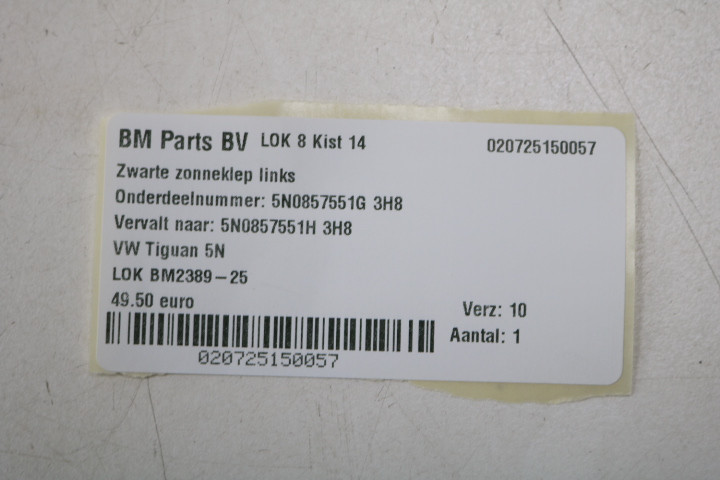 BM Parts BV LOK 8 Kist 14 020725150057
Zwarte zonneklep links
Onderdeelnummer: 5N0857551G 3H8
Vervalt naar: 5N0857551H 3H8
VW Tiguan 5N
LOK BM2389-25
49.50 euro
Verz: 10
Aantal: 1
020725150057